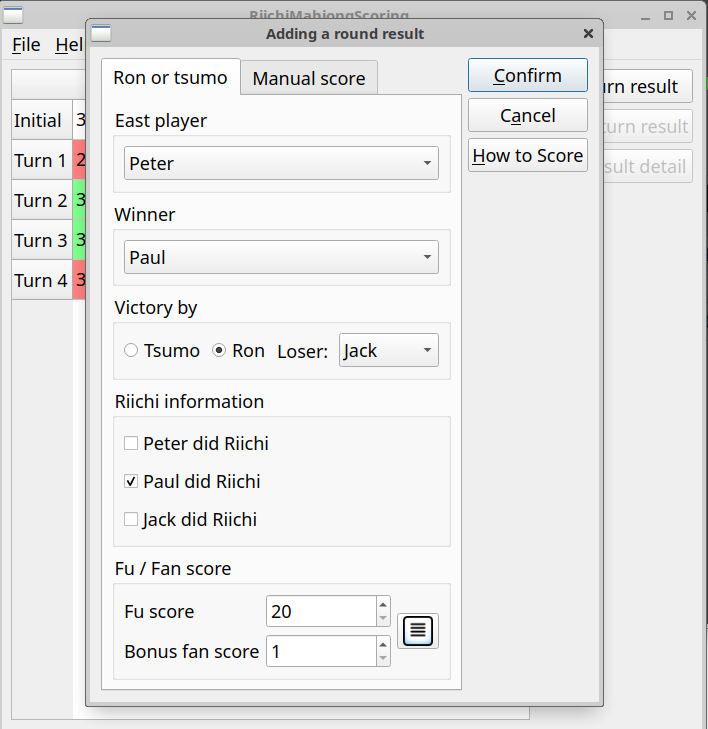 RiichiMahjongScoring
Adding a round result
File
Ron or tsumo Manual score
Confirm
Cancel
How to Score
East player
Peter
Winner
Paul
Victory by
Tsumo Ron Loser: Jack
Riichi information
Peter did Riichi
Paul did Riichi
Jack did Riichi
Fu / Fan score
Fu score 20
Bonus fan score 1
Initial 3
Turn 1 2
Turn 2 3
Turn 3 3
Turn 4 3
result
turn result
detail